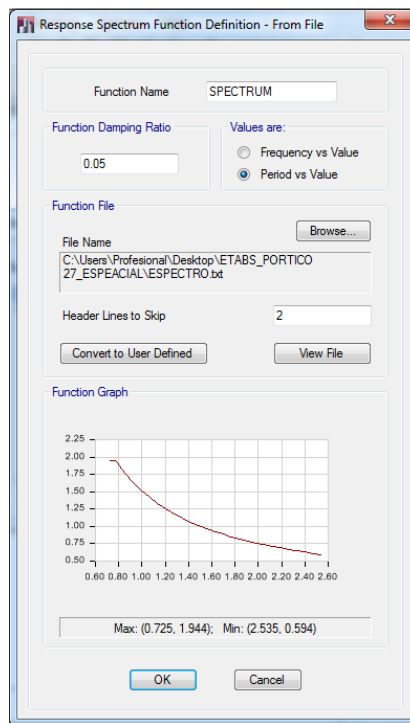 Response Spectrum Function Definition - From File
Function Name
SPECTRUM
Function Damping Ratio
0.05
Values are:
Frequency vs Value
Period vs Value
Function File
Browse...
File Name
C:\Users\Profesional\Desktop\ETABS_PORTICO
27_ESPEACIAL\ESPECTRO.txt
Header Lines to Skip
2
Convert to User Defined
View File
Function Graph
2.25
2.00
1.75
1.50
1.25
1.00
0.75
0.50
0.60 0.80 1.00 1.20 1.40 1.60 1.80 2.00 2.20 2.40 2.60
Max: (0.725, 1.944); Min: (2.535, 0.594)
OK
Cancel